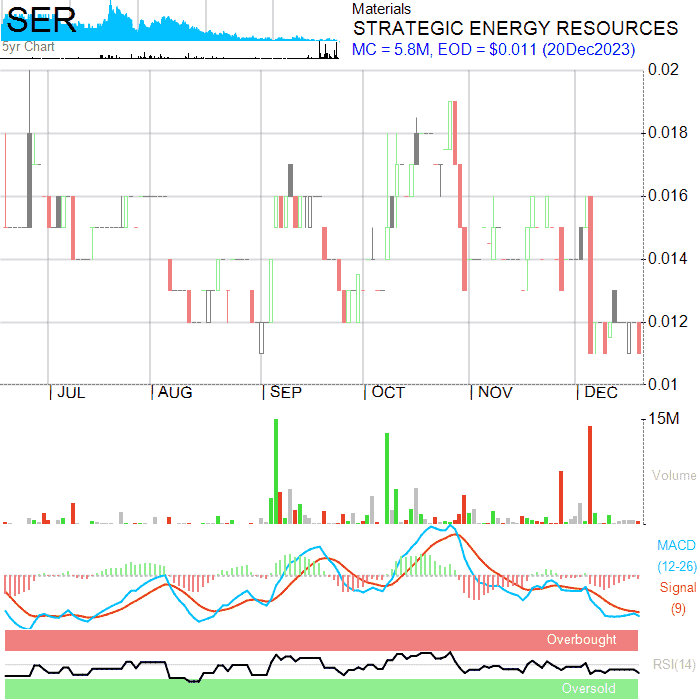 SER
5yr Chart
Materials
STRATEGIC ENERGY RESOURCES
MC = 5.8M, EOD = $0.011 (20Dec2023)
0.02
0.018
0.016
0.014
0.012
0.01
JUL AUG SEP OCT NOV DEC
15M
Volume
MACD
(12-26)
Signal
(9)
Overbought
RSI(14)
Oversold